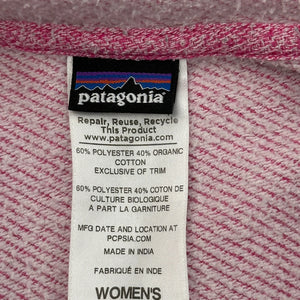 patagonia
Repair, Reuse, Recycle
This Product
www.patagonia.com
60% POLYESTER 40% ORGANIC
COTTON
EXCLUSIVE OF TRIM
60% POLYESTER 40% COTON DE
CULTURE BIOLOGIQUE
A PART LA GARNITURE
MFG DATE AND LOCATION AT
PCPSIA.COM
MADE IN INDIA
FABRIQUÉ EN INDE
WOMEN'S